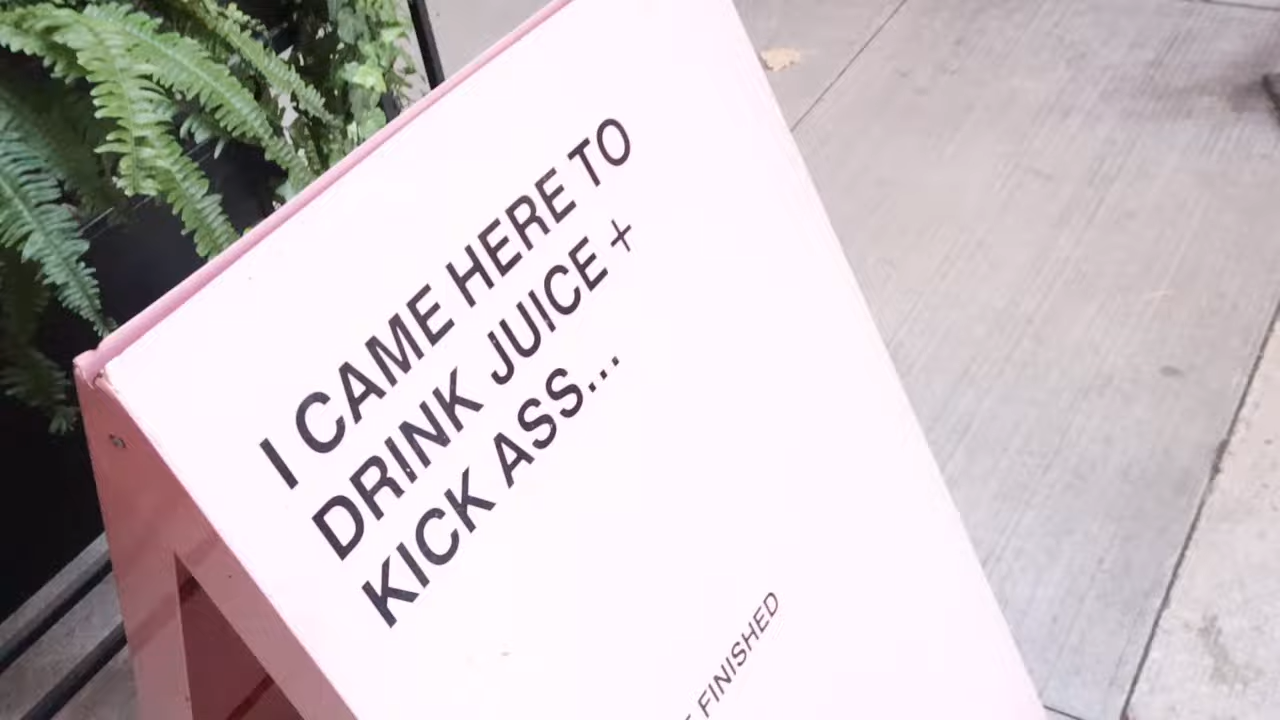 I CAME HERE TO
DRINK JUICE +
KICK ASS...
FINISHED